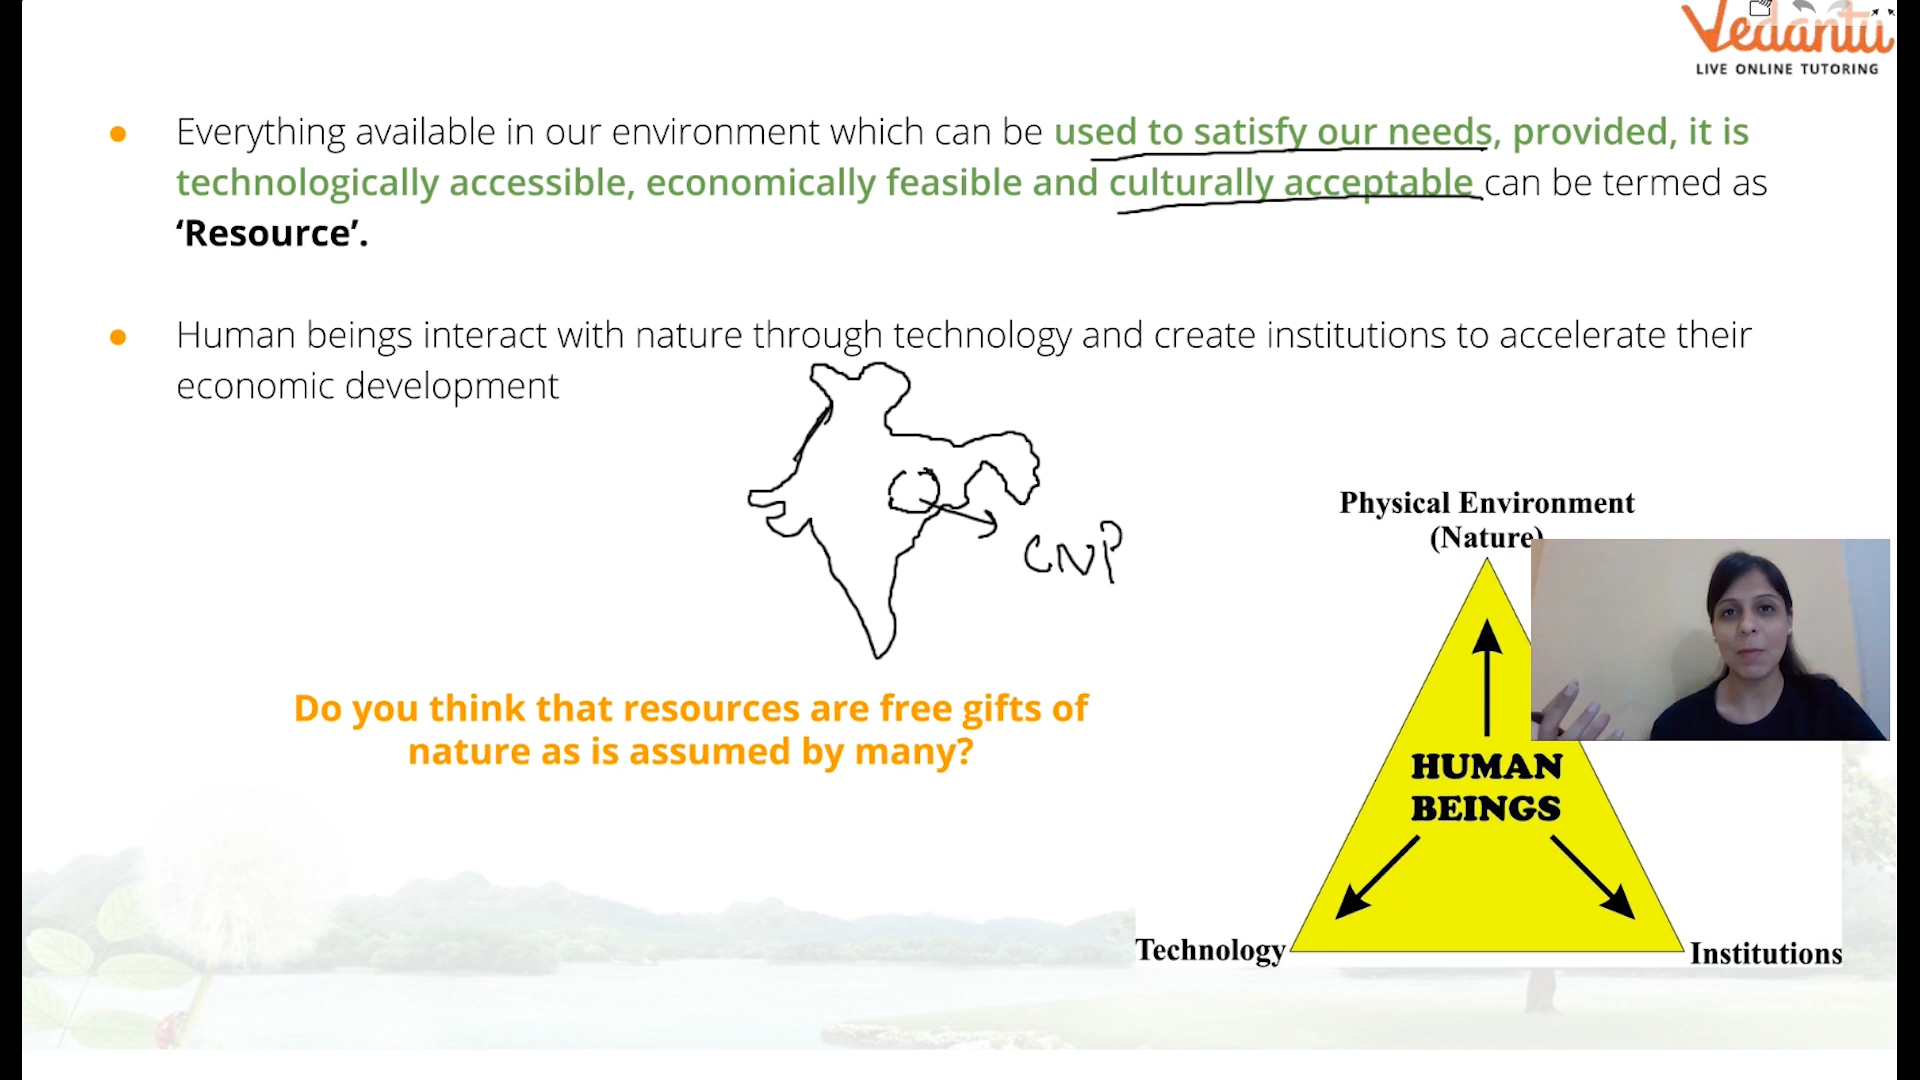 Vedantu
LIVE ONLINE TUTORING
Everything available in our environment which can be used to satisfy our needs, provided, it is
technologically accessible, economically feasible and culturally acceptable can be termed as
‘Resource’.
Human beings interact with nature through technology and create institutions to accelerate their
economic development
CNP
Do you think that resources are free gifts of
nature as is assumed by many?
Physical Environment
(Nature)
HUMAN
BEINGS
Technology
Institutions